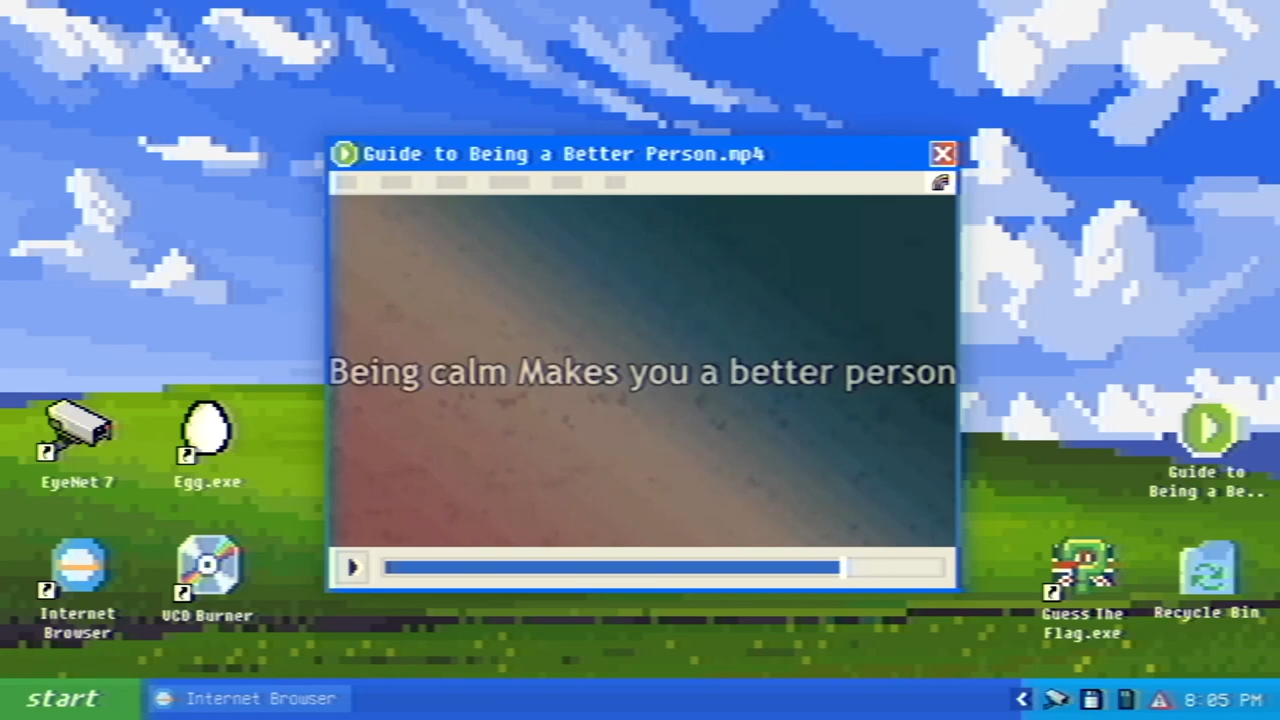 Guide to Being a Better Person.mp4
Being calm Makes you a better person
EyeNet 7
Egg.exe
Guide to
Being a Be..
Internet
Browser
VCD Burner
Guess The
Flag.exe
Recycle Bin
start
Internet Browser
8:05 PM